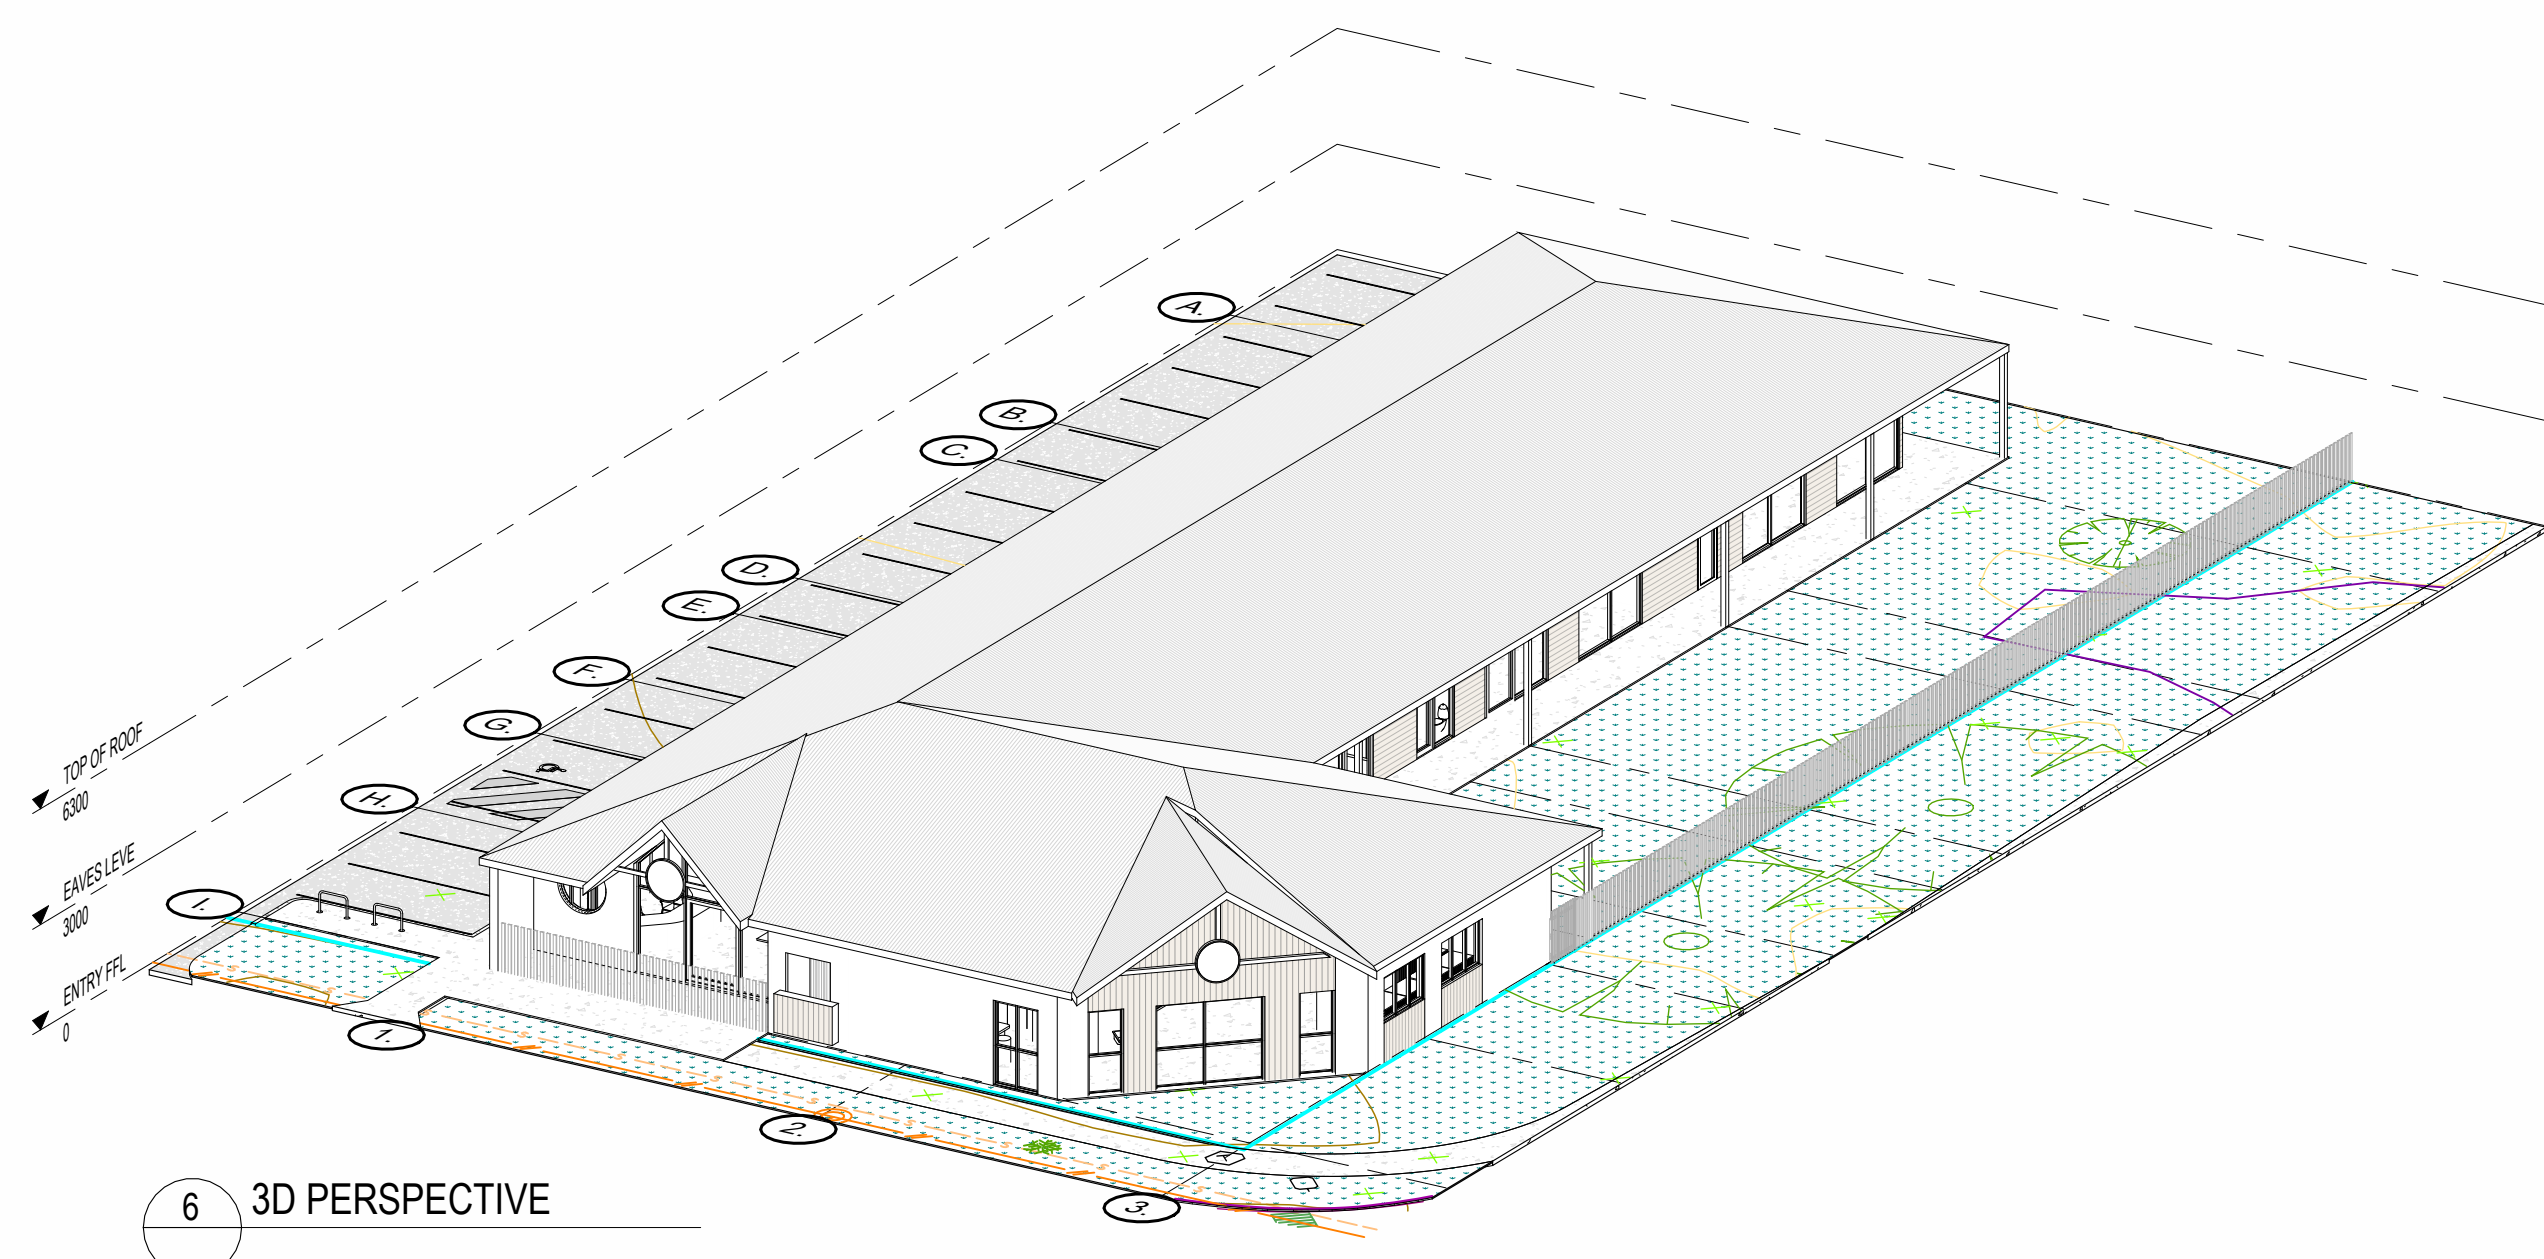 A.
B.
C.
D.
E.
F.
G.
H.
I.
TOP OF ROOF
6300
EAVES LEVE
3000
ENTRY FFL
0
1.
2.
3.
6
3D PERSPECTIVE